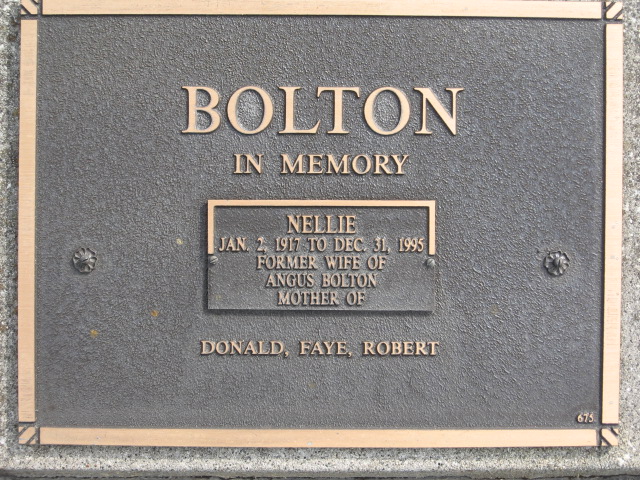 BOLTON
IN MEMORY
NELLIE
JAN. 2, 1917 TO DEC. 31, 1995
FORMER WIFE OF
ANGUS BOLTON
MOTHER OF
DONALD, FAYE, ROBERT
675